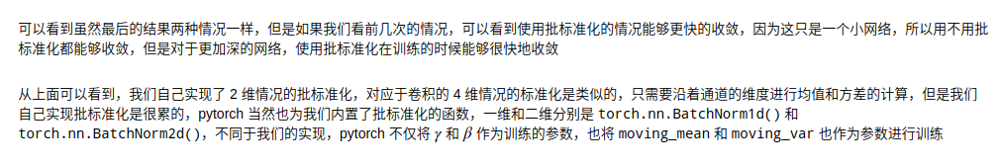 可以看到虽然最后的结果两种情况一样，但是如果我们看前几次的情况，可以看到使用批标准化的情况能够更快的收敛，因为这只是一个小网络，所以用不用批
标准化都能够收敛，但是对于更加深的网络，使用批标准化在训练的时候能够很快地收敛
从上面可以看到，我们自己实现了 2 维情况的批标准化，对应于卷积的 4 维情况的标准化是类似的，只需要沿着通道的维度进行均值和方差的计算，但是我们
自己实现批标准化是很累的，pytorch 当然也为我们内置了批标准化的函数，一维和二维分别是 torch.nn.BatchNorm1d() 和
torch.nn.BatchNorm2d()，不同于我们的实现，pytorch 不仅将 γ 和 β 作为训练的参数，也将 moving_mean 和 moving_var 也作为参数进行训练